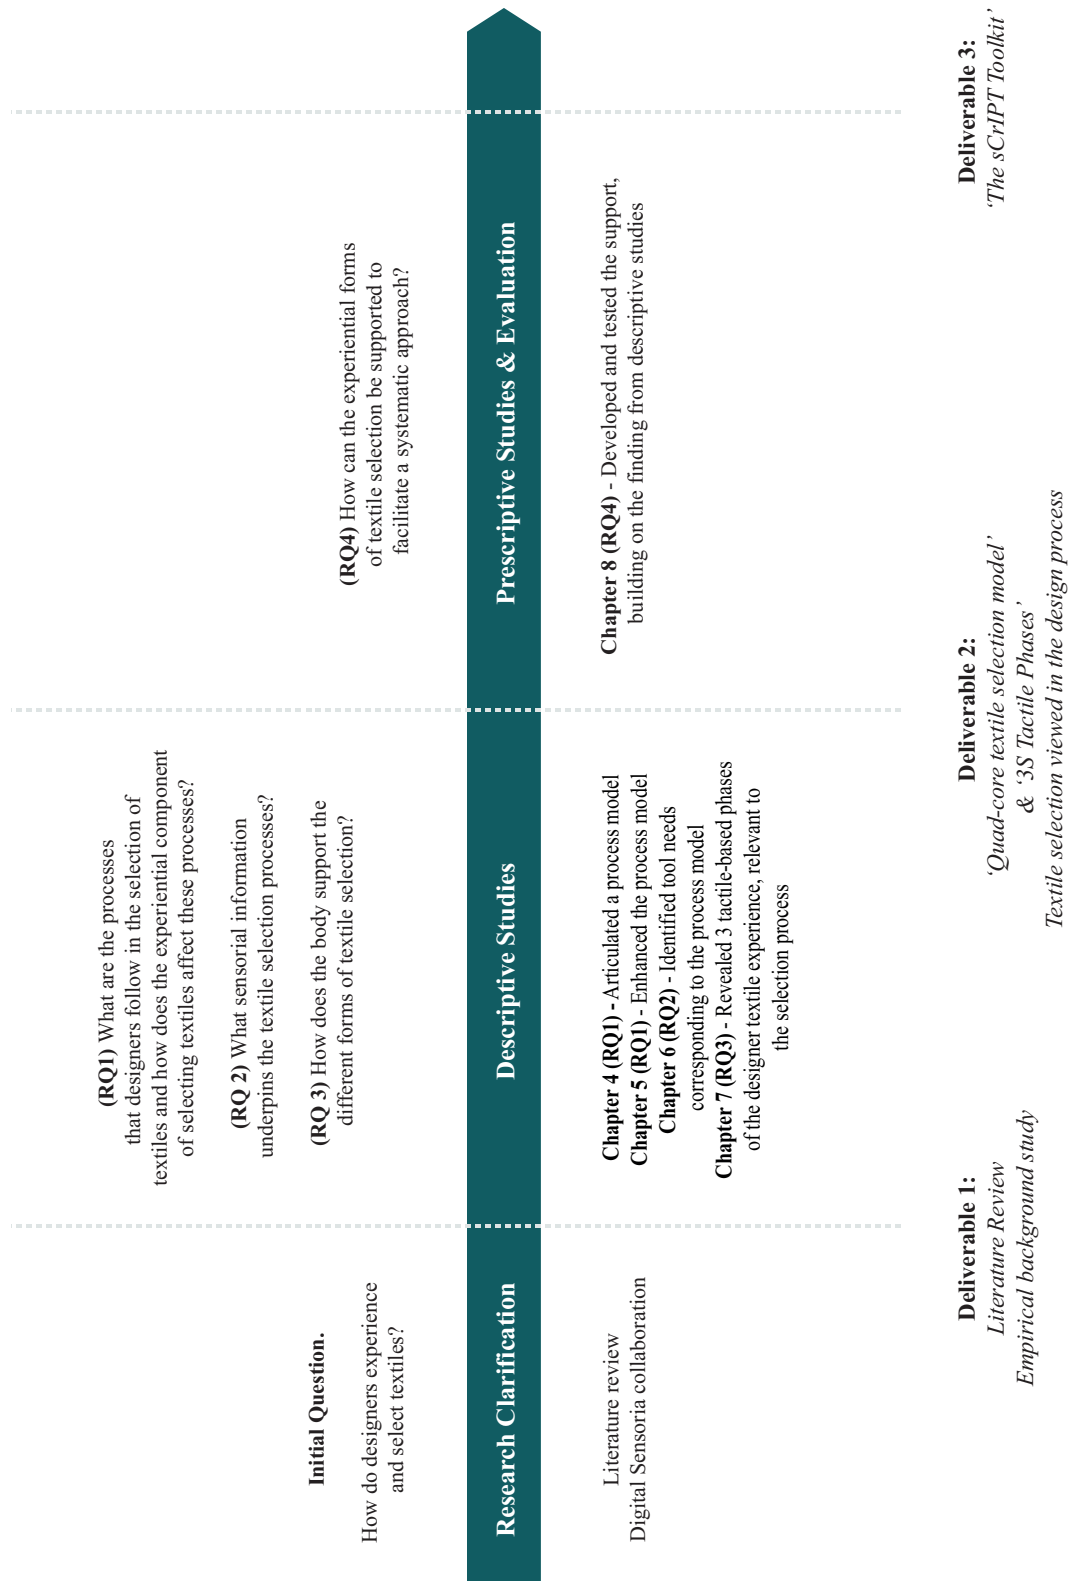 Initial Question.
How do designers experience
and select textiles?
(RQ1) What are the processes
that designers follow in the selection of
textiles and how does the experiential component
of selecting textiles affect these processes?
(RQ 2) What sensorial information
underpins the textile selection processes?
(RQ 3) How does the body support the
different forms of textile selection?
(RQ4) How can the experiential forms
of textile selection be supported to
facilitate a systematic approach?
Research Clarification
Descriptive Studies
Prescriptive Studies & Evaluation
Literature review
Digital Sensoria collaboration
Chapter 4 (RQ1) - Articulated a process model
Chapter 5 (RQ1) - Enhanced the process model
Chapter 6 (RQ2) - Identified tool needs
corresponding to the process model
Chapter 7 (RQ3) - Revealed 3 tactile-based phases
of the designer textile experience, relevant to
the selection process
Chapter 8 (RQ4) - Developed and tested the support,
building on the finding from descriptive studies
Deliverable 1:
Literature Review
Empirical background study
Deliverable 2:
‘Quad-core textile selection model’
& ‘3S Tactile Phases’
Textile selection viewed in the design process
Deliverable 3:
‘The sCrIPT Toolkit’